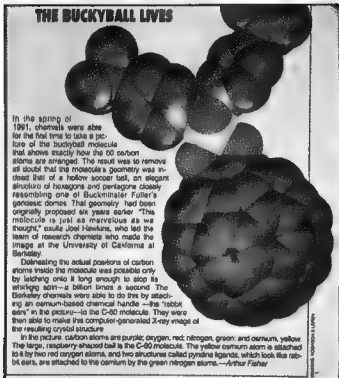 THE BUCKYBALL LIVES
In the spring of
1991, chemists were able
for the first time to take a pic-
ture of the buckyball molecule
that shows exactly how the 60 carbon
atoms are arranged. The result was to remove
all doubt that the molecule's geometry was in-
deed that of a hollow soccer ball, an elegant
structure of hexagons and pentagons closely
resembling one of Buckminster Fuller's
geodesic domes. That geometry had been
originally proposed six years earlier. "This
molecule is just as marvelous as we
thought," exults Joel Hawkins, who led the
team of research chemists who made the
image at the University of California at
Berkeley.
Delineating the actual positions of carbon
atoms inside the molecule was possible only
by latching onto it long enough to stop its
whirligig spin—a billion times a second. The
Berkeley chemists were able to do this by attach-
ing an osmium-based chemical handle—the "rabbit
ears" in the picture—to the C-60 molecule. They were
then able to make this computer-generated X-ray image of
the resulting crystal structure.
In the picture, carbon atoms are purple; oxygen, red; nitrogen, green; and osmium, yellow.
The large, raspberry-shaped ball is the C-60 molecule. The yellow osmium atom is attached
to it by two red oxygen atoms, and two structures called pyridine ligands, which look like rab-
bit ears, are attached to the osmium by the green nitrogen atoms.—Arthur Fisher